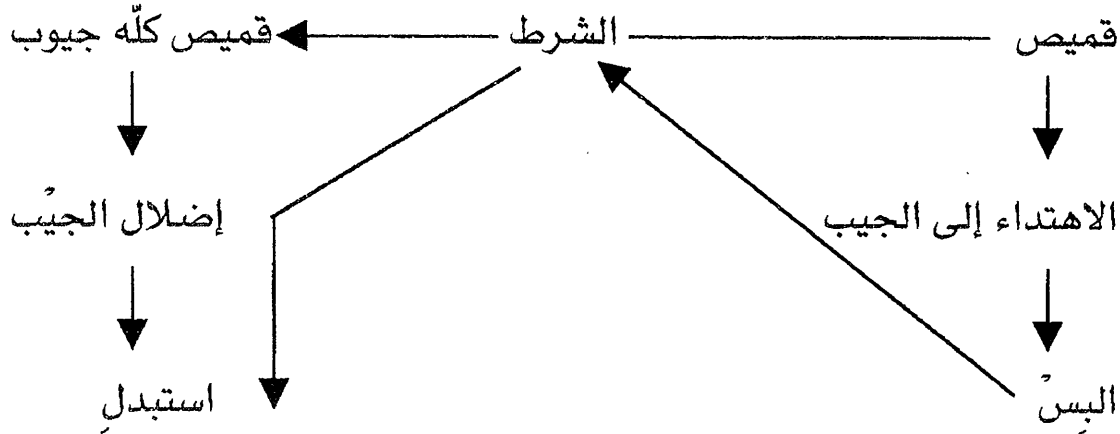 قميص الشرط قميص كلّه جيوب
الاهتداء إلى الجيب إضلال الجيْب
البِسْ استبدلِ